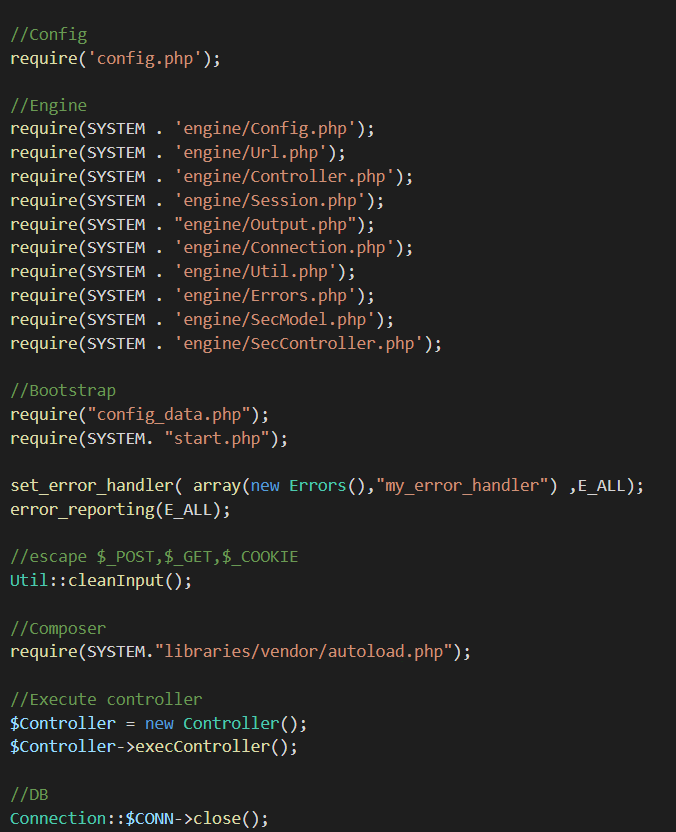 //Config
require('config.php');
//Engine
require(SYSTEM . 'engine/Config.php');
require(SYSTEM . 'engine/Url.php');
require(SYSTEM . 'engine/Controller.php');
require(SYSTEM . 'engine/Session.php');
require(SYSTEM . "engine/Output.php");
require(SYSTEM . 'engine/Connection.php');
require(SYSTEM . 'engine/Util.php');
require(SYSTEM . 'engine/Errors.php');
require(SYSTEM . 'engine/SecModel.php');
require(SYSTEM . 'engine/SecController.php');
//Bootstrap
require("config_data.php");
require(SYSTEM. "start.php");
set_error_handler( array(new Errors(),"my_error_handler") ,E_ALL);
error_reporting(E_ALL);
//escape $_POST,$_GET,$_COOKIE
Util::cleanInput();
//Composer
require(SYSTEM."libraries/vendor/autoload.php");
//Execute controller
$Controller = new Controller();
$Controller->execController();
//DB
Connection::$CONN->close();